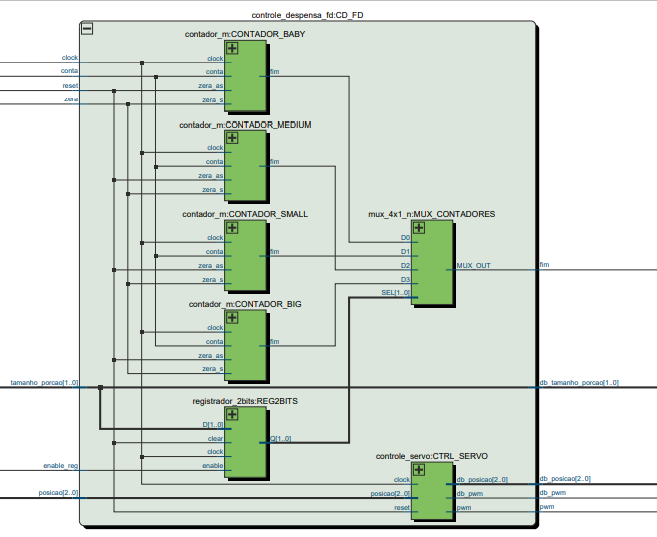 controle_despensa_fd:CD_FD
contador_m:CONTADOR_BABY
clock
conta
reset
zera
clock
conta
zera_as
zera_s
fim
contador_m:CONTADOR_MEDIUM
clock
conta
zera_as
zera_s
fim
contador_m:CONTADOR_SMALL
clock
conta
zera_as
zera_s
fim
mux_4x1_n:MUX_CONTADORES
D0
D1
D2
D3
SEL[1..0]
MUX_OUT
fim
contador_m:CONTADOR_BIG
clock
conta
zera_as
zera_s
fim
tamanho_porcao[1..0]
db_tamanho_porcao[1..0]
registrador_2bits:REG2BITS
D[1..0]
clear
clock
enable
Q[1..0]
enable_reg
posicao[2..0]
controle_servo:CTRL_SERVO
clock
posicao[2..0]
reset
db_posicao[2..0]
db_pwm
pwm
db_posicao[2..0]
db_pwm
pwm